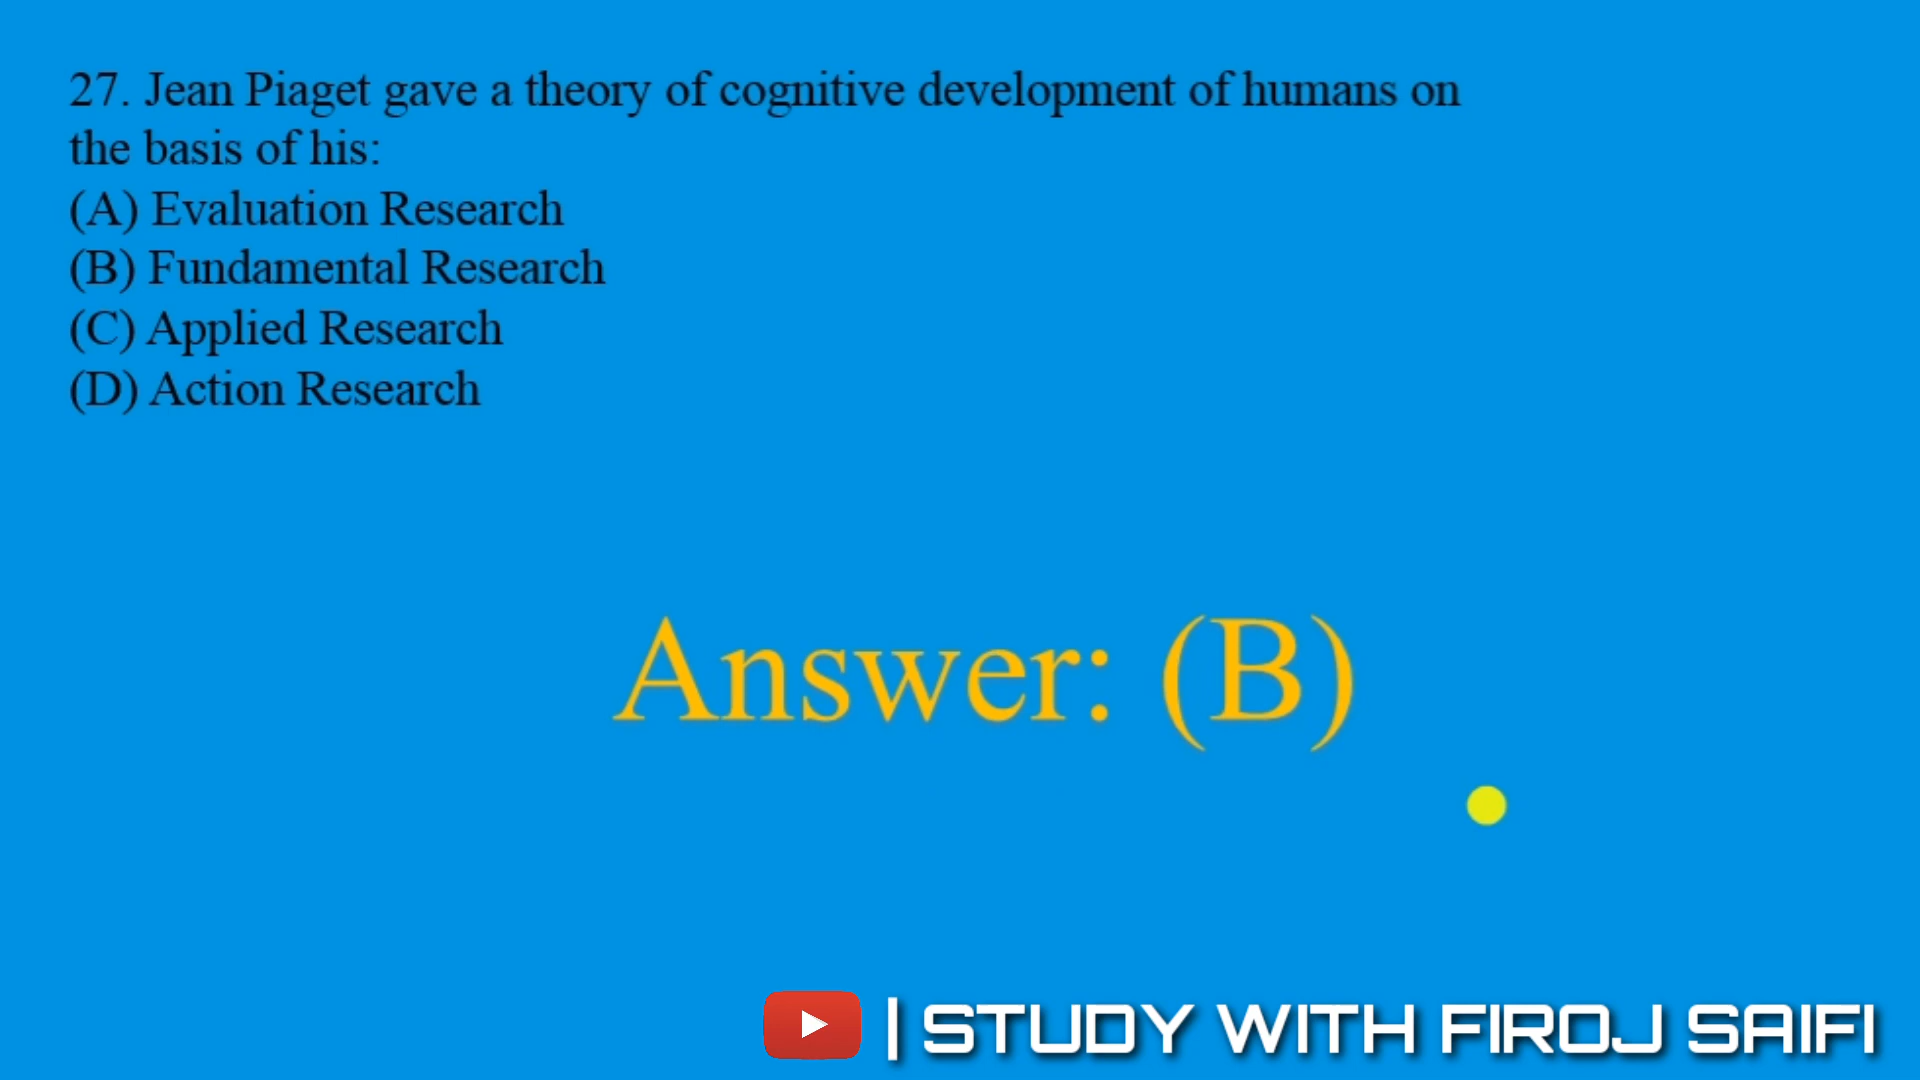 27. Jean Piaget gave a theory of cognitive development of humans on
the basis of his:
(A) Evaluation Research
(B) Fundamental Research
(C) Applied Research
(D) Action Research
Answer: (B)
| STUDY WITH FIROJ SAIFI